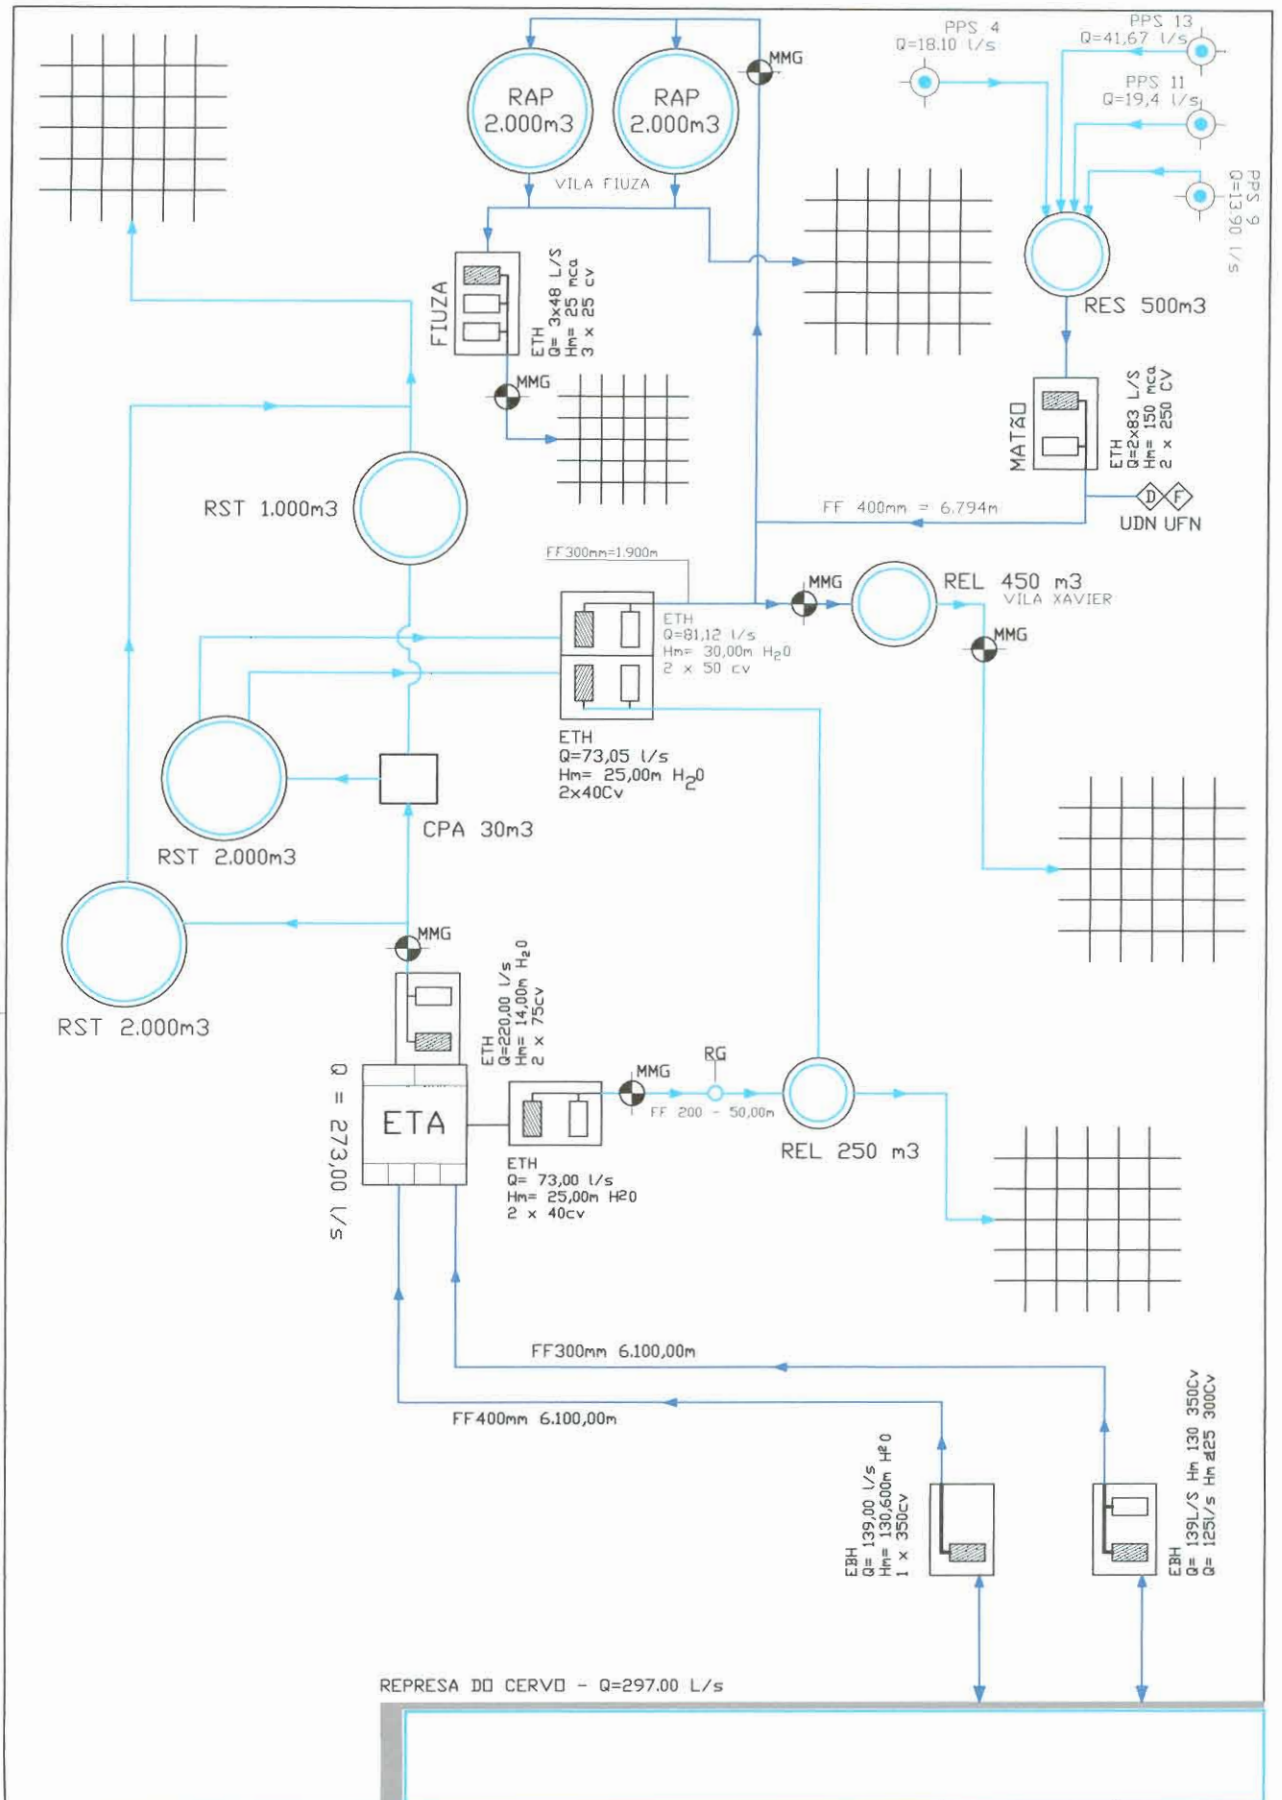 PPS 4
Q=18.10 l/s
PPS 13
Q=41,67 l/s
MMG
RAP
2.000m3
RAP
2.000m3
PPS 11
Q=19,4 l/s
VILA FIUZA
PPS 9
Q=13.90 l/s
FIUZA
ETH
Q= 3x48 L/S
Hm= 25 mca
3 x 25 cv
RES 500m3
MMG
MATÃO
ETH
Q=2x83 L/S
Hm= 150 mca
2 x 250 CV
RST 1.000m3
FF 400mm = 6.794m
D F
UDN UFN
FF300mm=1.900m
MMG
REL 450 m3
VILA XAVIER
ETH
Q=81,12 l/s
Hm= 30,00m H2O
2 x 50 cv
MMG
ETH
Q=73,05 l/s
Hm= 25,00m H2O
2x40Cv
CPA 30m3
RST 2.000m3
MMG
RST 2.000m3
ETH
Q=220,00 l/s
Hm= 14,00m H2O
2 x 75cv
Q = 273,00 l/s
ETA
MMG
RG
FF 200 - 50,00m
REL 250 m3
ETH
Q= 73,00 l/s
Hm= 25,00m H2O
2 x 40cv
FF300mm 6.100,00m
FF400mm 6.100,00m
EBH
Q= 139,00 l/s
Hm= 130,600m H2O
1 x 350cv
EBH
Q= 139L/S Hm 130 350Cv
Q= 125l/s Hm 125 300Cv
REPRESA DO CERVO - Q=297.00 L/s